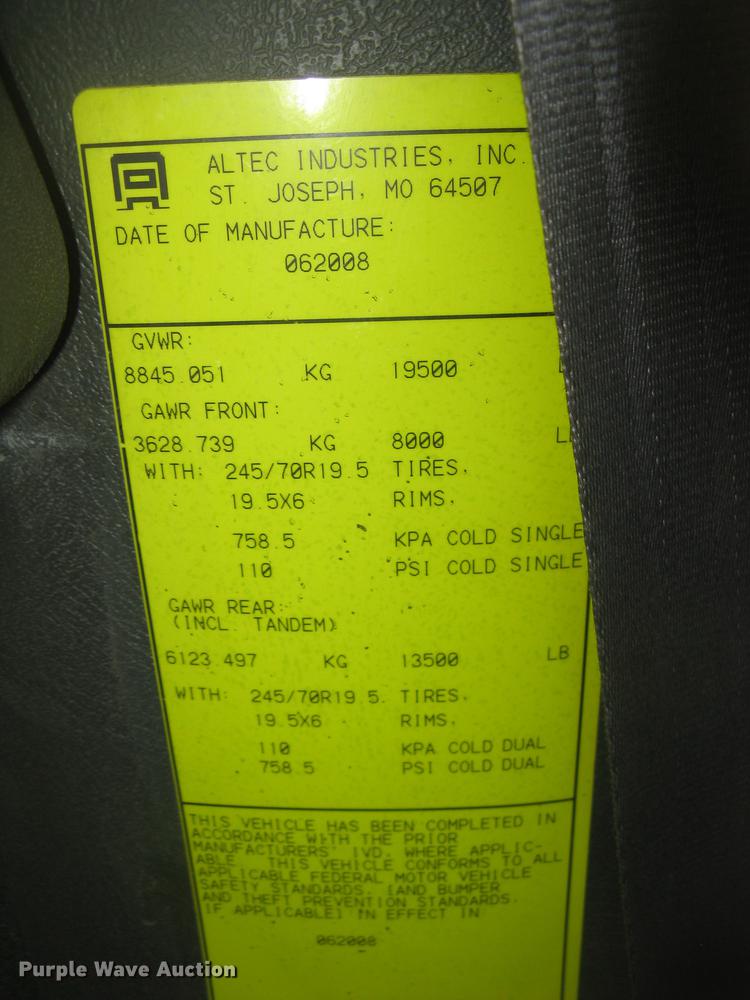 ALTEC INDUSTRIES, INC.
ST. JOSEPH, MO 64507
DATE OF MANUFACTURE:
062008
GVWR:
8845.051 KG 19500
GAWR FRONT:
3628.739 KG 8000 L
WITH: 245/70R19.5 TIRES,
19.5X6 RIMS,
758.5 KPA COLD SINGLE
110 PSI COLD SINGLE
GAWR REAR:
(INCL. TANDEM)
6123.497 KG 13500 LB
WITH: 245/70R19.5. TIRES,
19.5X6 RIMS,
110 KPA COLD DUAL
758.5 PSI COLD DUAL
THIS VEHICLE HAS BEEN COMPLETED IN
ACCORDANCE WITH THE PRIOR
MANUFACTURERS' IVD, WHERE APPLIC-
ABLE. THIS VEHICLE CONFORMS TO ALL
APPLICABLE FEDERAL MOTOR VEHICLE
SAFETY STANDARDS, [AND BUMPER
AND THEFT PREVENTION STANDARDS,
IF APPLICABLE] IN EFFECT IN
062008
Purple Wave Auction